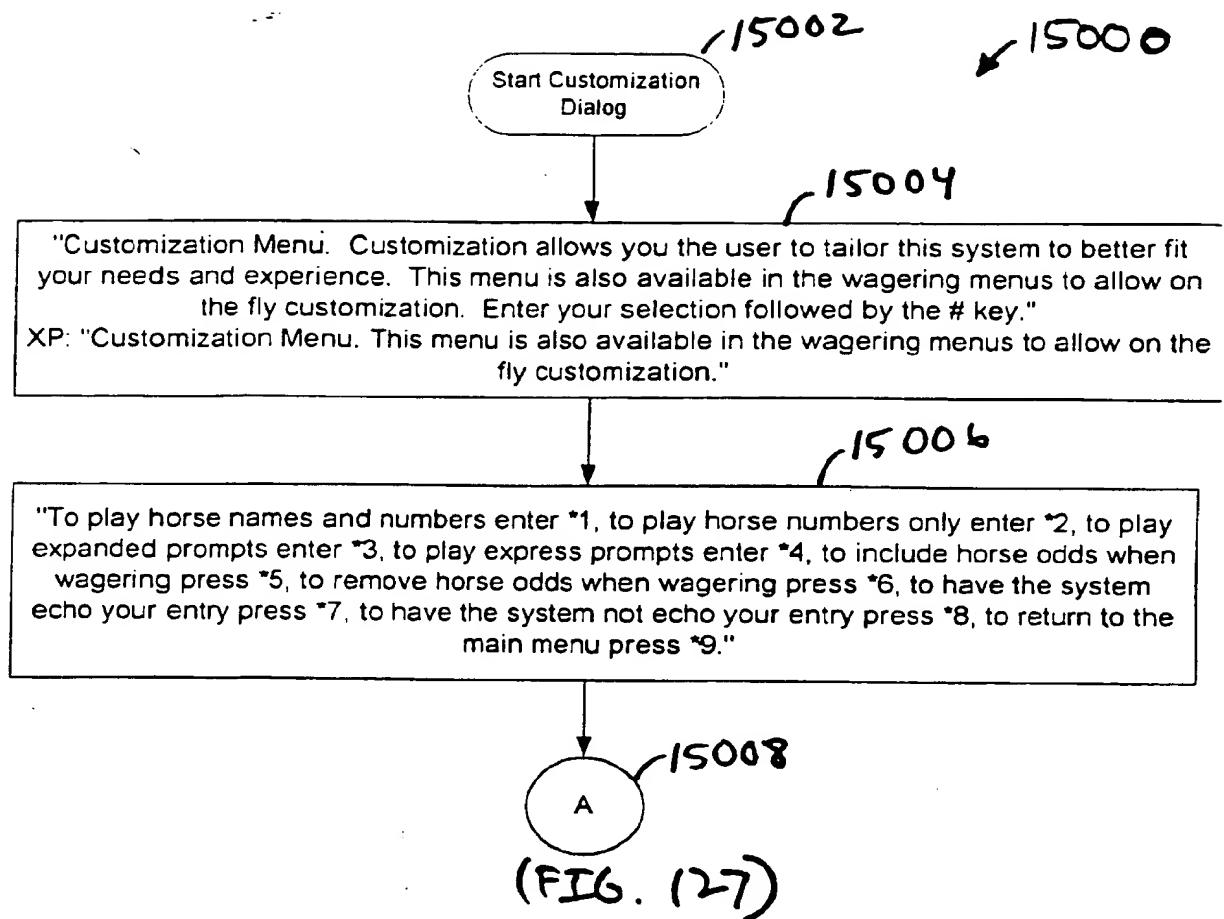 15002
15000
Start Customization
Dialog
15004
"Customization Menu. Customization allows you the user to tailor this system to better fit
your needs and experience. This menu is also available in the wagering menus to allow on
the fly customization. Enter your selection followed by the # key."
XP: "Customization Menu. This menu is also available in the wagering menus to allow on the
fly customization."
15006
"To play horse names and numbers enter *1, to play horse numbers only enter *2, to play
expanded prompts enter *3, to play express prompts enter *4, to include horse odds when
wagering press *5, to remove horse odds when wagering press *6, to have the system
echo your entry press *7, to have the system not echo your entry press *8, to return to the
main menu press *9."
15008
A
(FIG. 127)